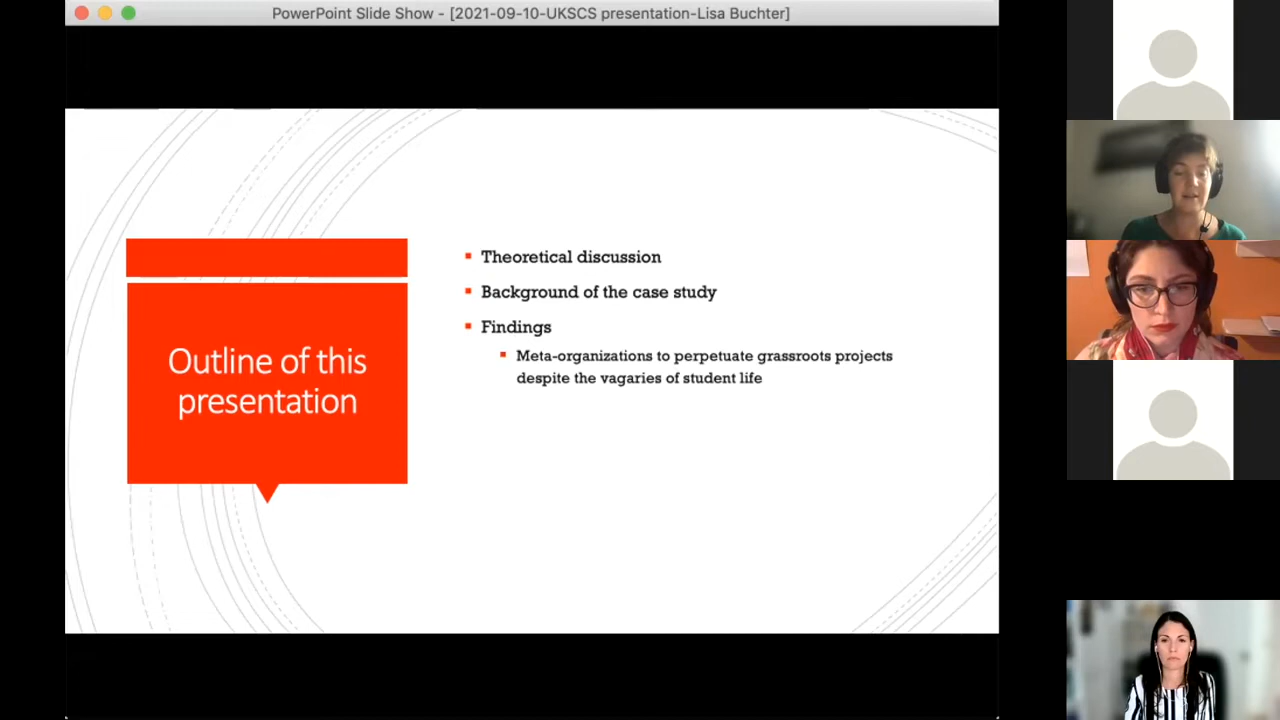 PowerPoint Slide Show - [2021-09-10-UKSCS presentation-Lisa Buchter]
Outline of this
presentation
Theoretical discussion
Background of the case study
Findings
Meta-organizations to perpetuate grassroots projects
despite the vagaries of student life